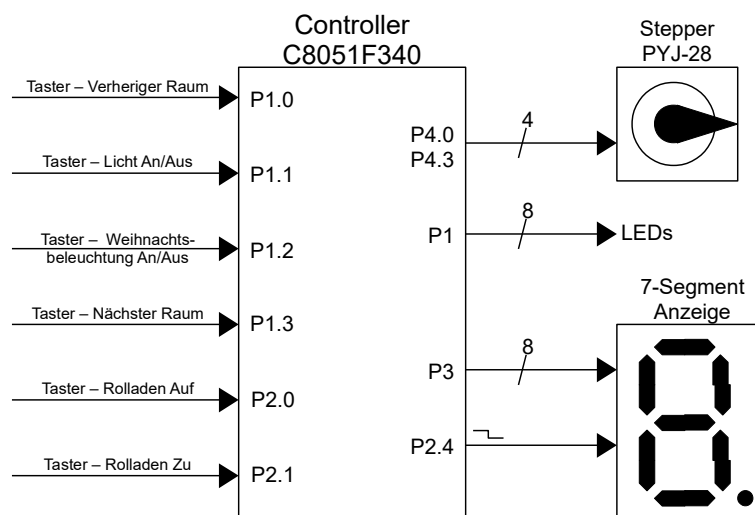 Controller
C8051F340
Stepper
PYJ-28
Taster – Verheriger Raum
P1.0
P4.0
P4.3
4
Taster – Licht An/Aus
P1.1
Taster – Weihnachts-
beleuchtung An/Aus
P1.2
P1
8
LEDs
Taster – Nächster Raum
P1.3
7-Segment
Anzeige
P3
8
Taster – Rolladen Auf
P2.0
P2.4
Taster – Rolladen Zu
P2.1